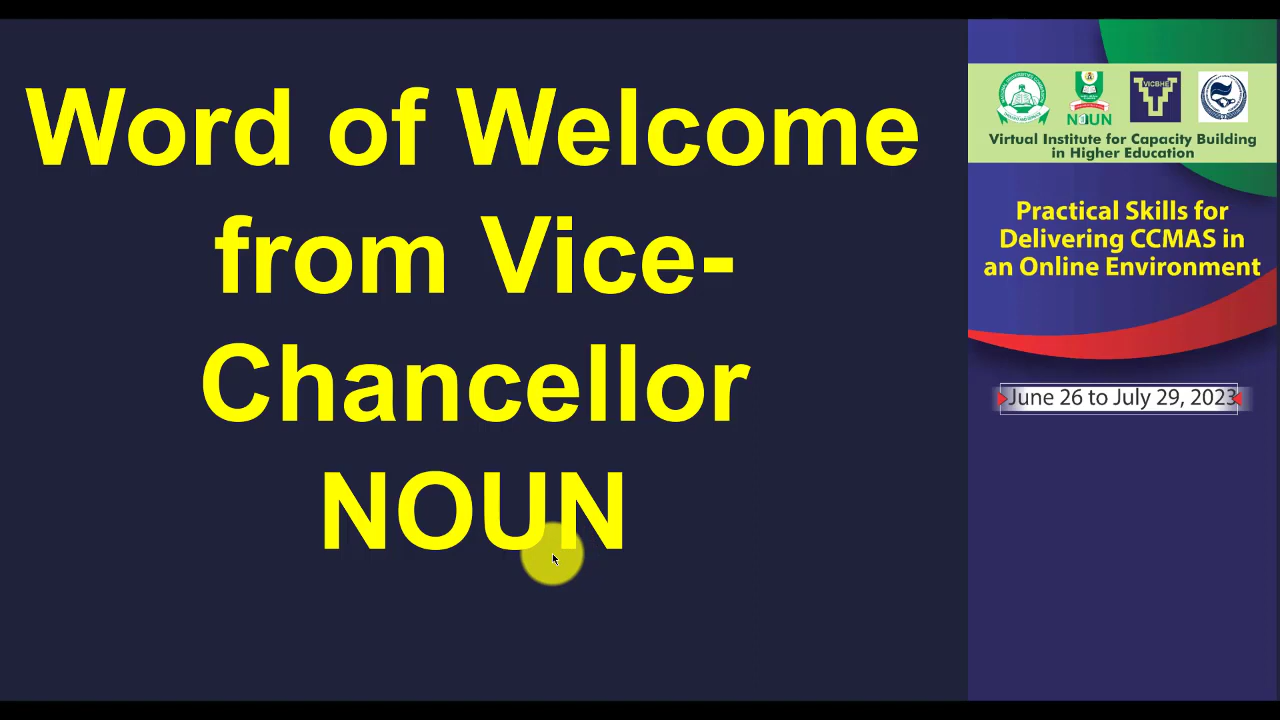 Word of Welcome
from Vice-
Chancellor
NOUN
NOUN
VICBHE
Virtual Institute for Capacity Building
in Higher Education
Practical Skills for
Delivering CCMAS in
an Online Environment
June 26 to July 29, 2023